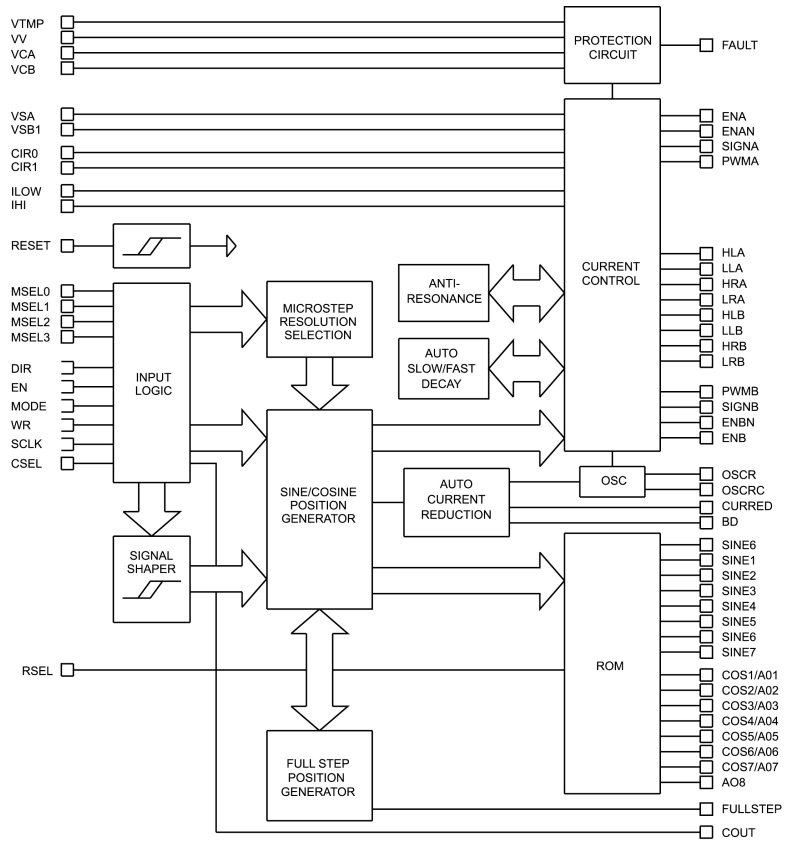 VTMP
VV
VCA
VCB
PROTECTION
CIRCUIT
FAULT
VSA
VSB1
CIR0
CIR1
ILOW
IHI
RESET
MSEL0
MSEL1
MSEL2
MSEL3
DIR
EN
MODE
WR
SCLK
CSEL
INPUT
LOGIC
SIGNAL
SHAPER
RSEL
MICROSTEP
RESOLUTION
SELECTION
SINE/COSINE
POSITION
GENERATOR
FULL STEP
POSITION
GENERATOR
ANTI-
RESONANCE
AUTO
SLOW/FAST
DECAY
AUTO
CURRENT
REDUCTION
CURRENT
CONTROL
OSC
ROM
ENA
ENAN
SIGNA
PWMA
HLA
LLA
HRA
LRA
HLB
LLB
HRB
LRB
PWMB
SIGNB
ENBN
ENB
OSCR
OSCRC
CURRED
BD
SINE6
SINE1
SINE2
SINE3
SINE4
SINE5
SINE6
SINE7
COS1/A01
COS2/A02
COS3/A03
COS4/A04
COS5/A05
COS6/A06
COS7/A07
AO8
FULLSTEP
COUT